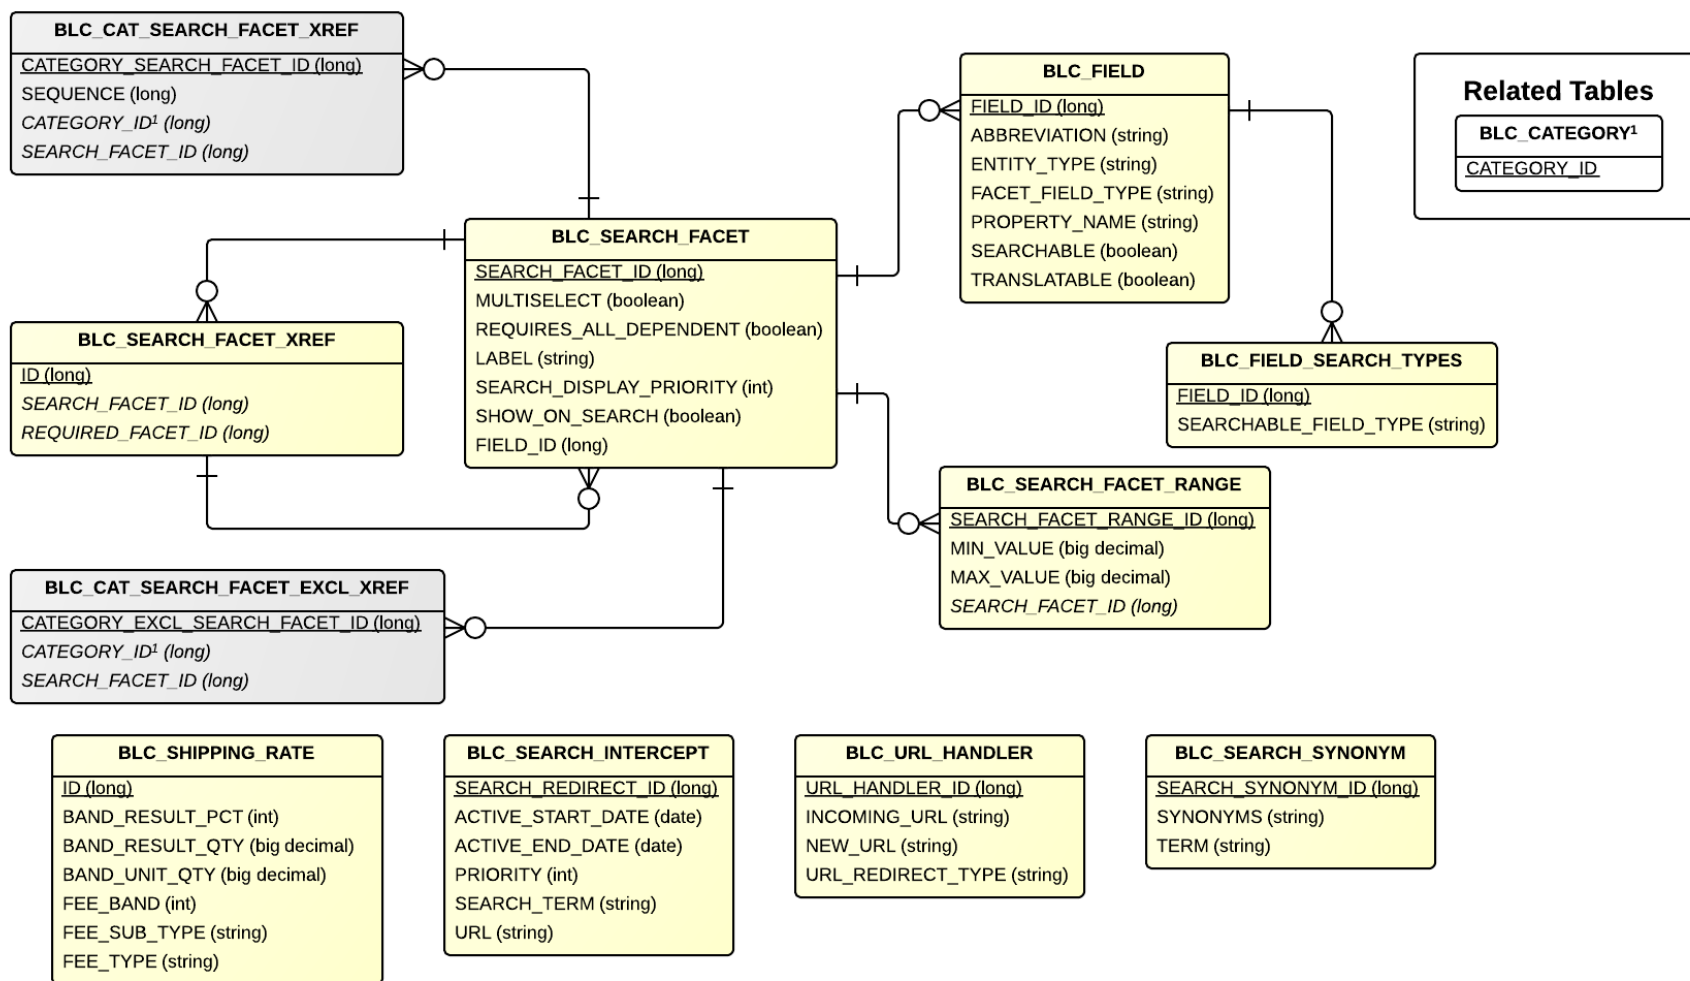 BLC_CAT_SEARCH_FACET_XREF
CATEGORY_SEARCH_FACET_ID (long)
SEQUENCE (long)
CATEGORY_ID¹ (long)
SEARCH_FACET_ID (long)
BLC_FIELD
FIELD_ID (long)
ABBREVIATION (string)
ENTITY_TYPE (string)
FACET_FIELD_TYPE (string)
PROPERTY_NAME (string)
SEARCHABLE (boolean)
TRANSLATABLE (boolean)
Related Tables
BLC_CATEGORY¹
CATEGORY_ID
BLC_SEARCH_FACET
SEARCH_FACET_ID (long)
MULTISELECT (boolean)
REQUIRES_ALL_DEPENDENT (boolean)
LABEL (string)
SEARCH_DISPLAY_PRIORITY (int)
SHOW_ON_SEARCH (boolean)
FIELD_ID (long)
BLC_SEARCH_FACET_XREF
ID (long)
SEARCH_FACET_ID (long)
REQUIRED_FACET_ID (long)
BLC_FIELD_SEARCH_TYPES
FIELD_ID (long)
SEARCHABLE_FIELD_TYPE (string)
BLC_SEARCH_FACET_RANGE
SEARCH_FACET_RANGE_ID (long)
MIN_VALUE (big decimal)
MAX_VALUE (big decimal)
SEARCH_FACET_ID (long)
BLC_CAT_SEARCH_FACET_EXCL_XREF
CATEGORY_EXCL_SEARCH_FACET_ID (long)
CATEGORY_ID¹ (long)
SEARCH_FACET_ID (long)
BLC_SHIPPING_RATE
ID (long)
BAND_RESULT_PCT (int)
BAND_RESULT_QTY (big decimal)
BAND_UNIT_QTY (big decimal)
FEE_BAND (int)
FEE_SUB_TYPE (string)
FEE_TYPE (string)
BLC_SEARCH_INTERCEPT
SEARCH_REDIRECT_ID (long)
ACTIVE_START_DATE (date)
ACTIVE_END_DATE (date)
PRIORITY (int)
SEARCH_TERM (string)
URL (string)
BLC_URL_HANDLER
URL_HANDLER_ID (long)
INCOMING_URL (string)
NEW_URL (string)
URL_REDIRECT_TYPE (string)
BLC_SEARCH_SYNONYM
SEARCH_SYNONYM_ID (long)
SYNONYMS (string)
TERM (string)